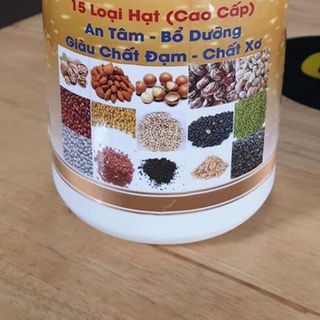 15 Loại Hạt (Cao Cấp)
An Tâm - Bổ Dưỡng
Giàu Chất Đạm - Chất Xơ